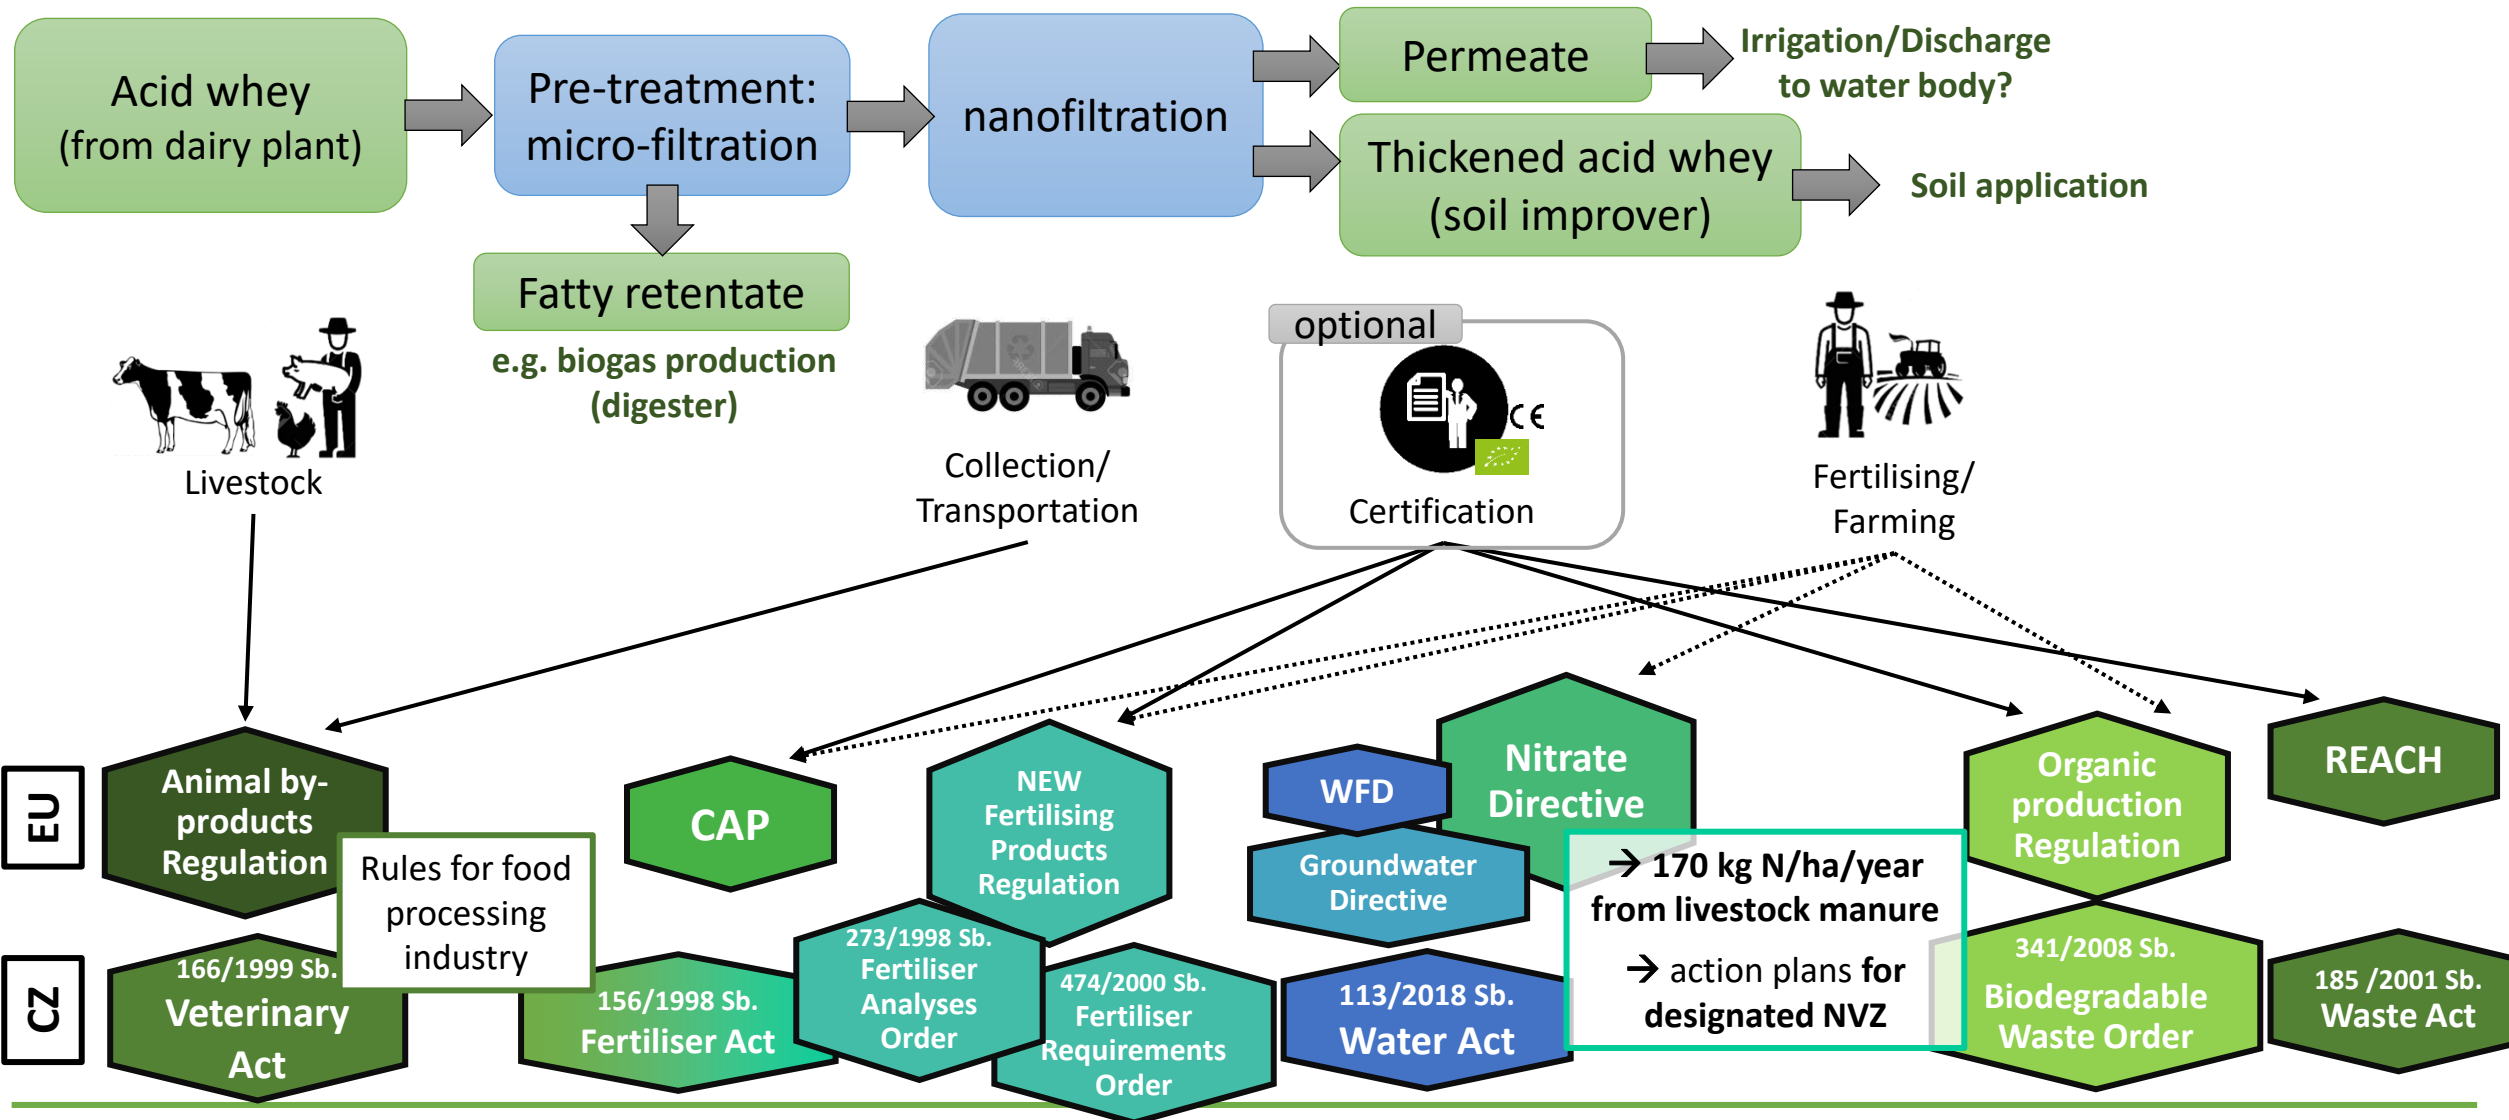 Acid whey
(from dairy plant)
Pre-treatment:
micro-filtration
nanofiltration
Permeate
Irrigation/Discharge
to water body?
Thickened acid whey
(soil improver)
Soil application
Fatty retentate
e.g. biogas production
(digester)
Livestock
Collection/
Transportation
optional
CE
Certification
Fertilising/
Farming
EU
Animal by-
products
Regulation
Rules for food
processing
industry
CAP
NEW
Fertilising
Products
Regulation
WFD
Groundwater
Directive
Nitrate
Directive
→ 170 kg N/ha/year
from livestock manure
→ action plans for
designated NVZ
Organic
production
Regulation
REACH
CZ
166/1999 Sb.
Veterinary
Act
156/1998 Sb.
Fertiliser Act
273/1998 Sb.
Fertiliser
Analyses
Order
474/2000 Sb.
Fertiliser
Requirements
Order
113/2018 Sb.
Water Act
341/2008 Sb.
Biodegradable
Waste Order
185 /2001 Sb.
Waste Act